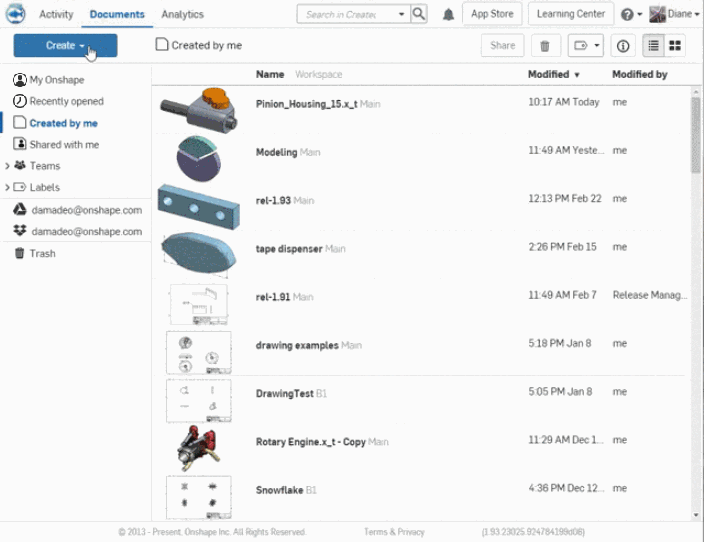 Activity Documents Analytics Search in Createc App Store Learning Center Diane
Create Created by me Share
Name Workspace Modified Modified by
My Onshape
Recently opened
Created by me
Shared with me
Teams
Labels
damadeo@onshape.com
damadeo@onshape.com
Trash
Pinion_Housing_15.x_t Main 10:17 AM Today me
Modeling Main 11:49 AM Yeste... me
rel-1.93 Main 12:13 PM Feb 22 me
tape dispenser Main 2:26 PM Feb 15 me
rel-1.91 Main 11:49 AM Feb 7 Release Manag...
drawing examples Main 5:18 PM Jan 8 me
DrawingTest B1 5:05 PM Jan 8 me
Rotary Engine.x_t - Copy Main 11:29 AM Dec 1... me
Snowflake B1 4:36 PM Dec 12... me
© 2013 - Present, Onshape Inc. All Rights Reserved. Terms & Privacy (1.93.23025.924784199d06)